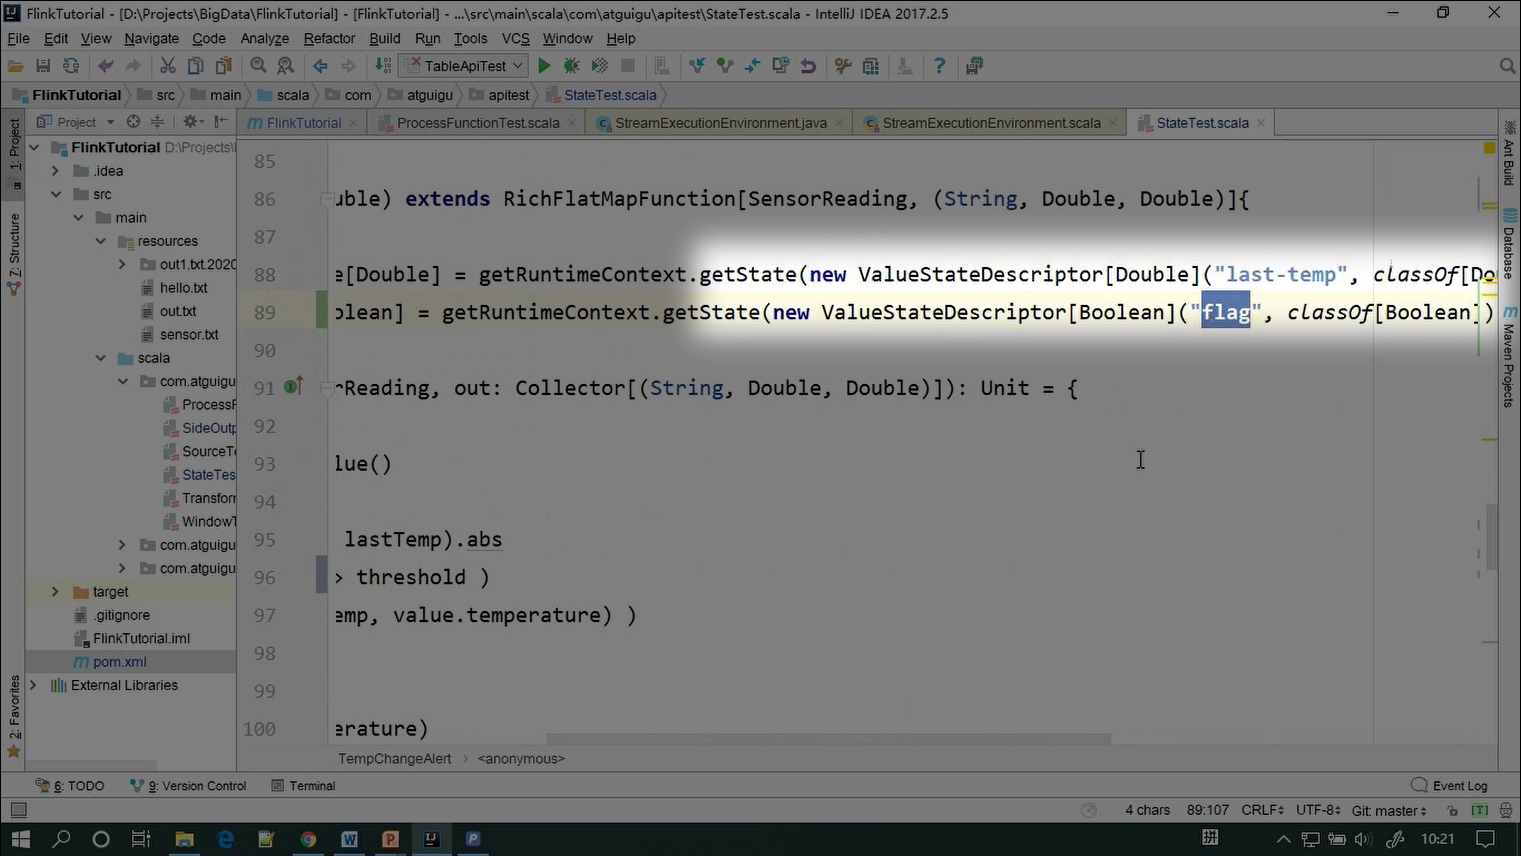 FlinkTutorial - [D:\Projects\BigData\FlinkTutorial] - [FlinkTutorial] - ...\src\main\scala\com\atguigu\apitest\StateTest.scala - IntelliJ IDEA 2017.2.5
File Edit View Navigate Code Analyze Refactor Build Run Tools VCS Window Help
TableApiTest
FlinkTutorial src main scala com atguigu apitest StateTest.scala
Project FlinkTutorial ProcessFunctionTest.scala StreamExecutionEnvironment.java StreamExecutionEnvironment.scala StateTest.scala
1: Project
7: Structure
2: Favorites
FlinkTutorial D:\Projects\
.idea
src
main
resources
out1.txt.2020
hello.txt
out.txt
sensor.txt
scala
com.atguigu
ProcessF
SideOutp
SourceTe
StateTes
Transform
WindowT
com.atguigu
com.atguigu
target
.gitignore
FlinkTutorial.iml
pom.xml
External Libraries
85
86 uble) extends RichFlatMapFunction[SensorReading, (String, Double, Double)]{
87
88 e[Double] = getRuntimeContext.getState(new ValueStateDescriptor[Double]("last-temp", classOf[Dou
89 olean] = getRuntimeContext.getState(new ValueStateDescriptor[Boolean]("flag", classOf[Boolean])
90
91 rReading, out: Collector[(String, Double, Double)]): Unit = {
92
93 lue()
94
95 lastTemp).abs
96 > threshold )
97 emp, value.temperature) )
98
99
100 erature)
TempChangeAlert <anonymous>
Ant Build
Database
Maven Projects
6: TODO 9: Version Control Terminal Event Log
4 chars 89:107 CRLF UTF-8 Git: master [T]
10:21